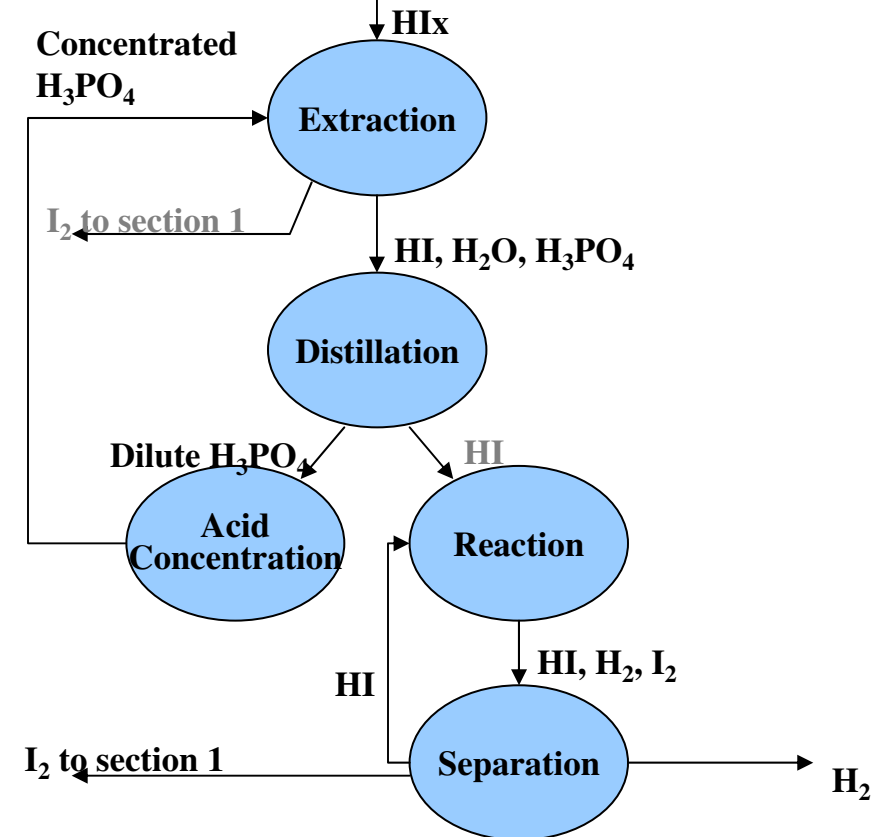 HIx
Concentrated
H₃PO₄
Extraction
I₂ to section 1
HI, H₂O, H₃PO₄
Distillation
Dilute H₃PO₄
HI
Acid
Concentration
Reaction
HI, H₂, I₂
HI
I₂ to section 1
Separation
H₂